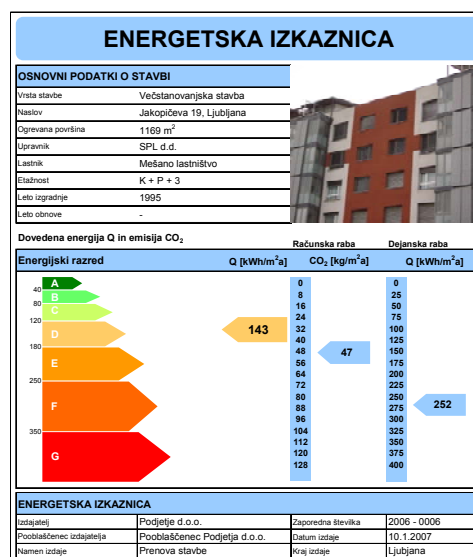 ENERGETSKA IZKAZNICA
OSNOVNI PODATKI O STAVBI
Vrsta stavbe Večstanovanjska stavba
Naslov Jakopičeva 19, Ljubljana
Ogrevana površina 1169 m²
Upravnik SPL d.d.
Lastnik Mešano lastništvo
Etažnost K + P + 3
Leto izgradnje 1995
Leto obnove -
Dovedena energija Q in emisija CO₂
Računska raba Dejanska raba
Energijski razred Q [kWh/m²a] CO₂ [kg/m²a] Q [kWh/m²a]
A
40
B
80
C
120
D
180
E
250
F
350
G
143
0
8
16
24
32
40
48
56
64
72
80
88
96
104
112
120
128
47
0
25
50
75
100
125
150
175
200
225
250
275
300
325
350
375
400
252
ENERGETSKA IZKAZNICA
Izdajatelj Podjetje d.o.o. Zaporedna številka 2006 - 0006
Pooblaščenec izdajatelja Pooblaščenec Podjetja d.o.o. Datum izdaje 10.1.2007
Namen izdaje Prenova stavbe Kraj izdaje Ljubjana